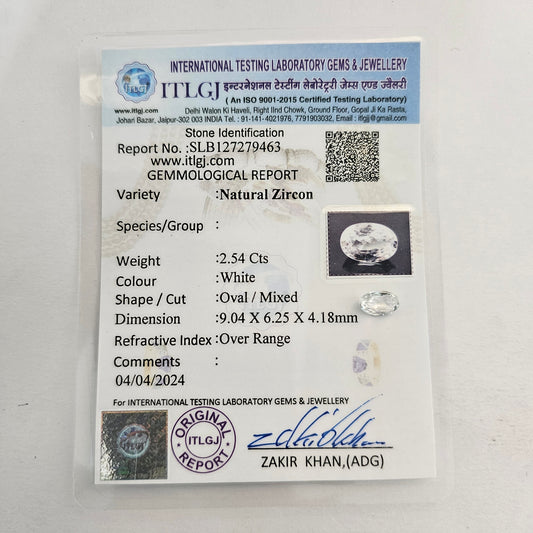 INTERNATIONAL TESTING LABORATORY GEMS & JEWELLERY
ITLGJ इन्टरनेशनल टेस्टींग लेबोरेट्री जेम्स एण्ड ज्वैलरी
ITLGJ
www.itlgj.com
( An ISO 9001-2015 Certified Testing Laboratory)
Delhi Walon Ki Haveli, Right IInd Chowk, Ground Floor, Gopal Ji Ka Rasta,
Johari Bazar, Jaipur-302 003 INDIA Tel. : 91-141-4021976, 7791903032, Email : itlgjj@gmail.com
Stone Identification
Report No. :SLB127279463
www.itlgj.com
GEMMOLOGICAL REPORT
Variety :Natural Zircon
Species/Group :
Weight :2.54 Cts
Colour :White
Shape / Cut :Oval / Mixed
Dimension :9.04 X 6.25 X 4.18mm
Refractive Index :Over Range
Comments :
04/04/2024
For INTERNATIONAL TESTING LABORATORY GEMS & JEWELLERY
ORIGINAL
ITLGJ
REPORT
ZAKIR KHAN,(ADG)